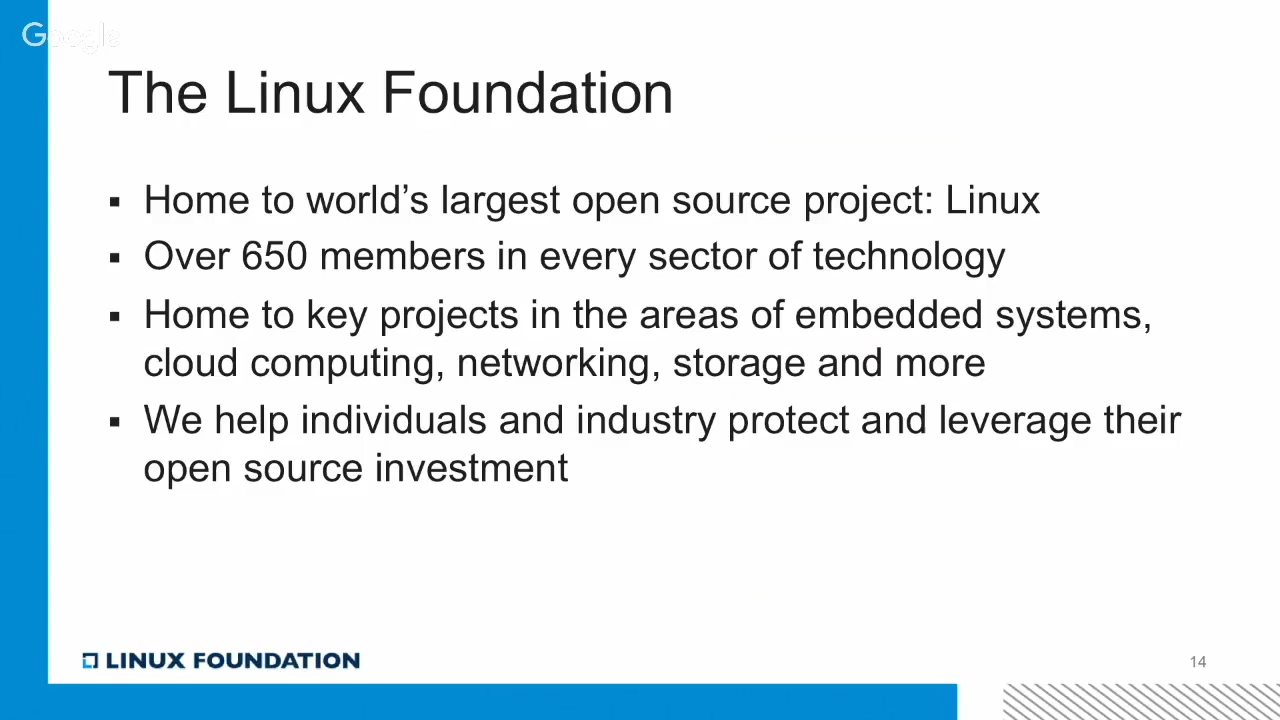 Google
The Linux Foundation
▪ Home to world’s largest open source project: Linux
▪ Over 650 members in every sector of technology
▪ Home to key projects in the areas of embedded systems,
cloud computing, networking, storage and more
▪ We help individuals and industry protect and leverage their
open source investment
LINUX FOUNDATION
14